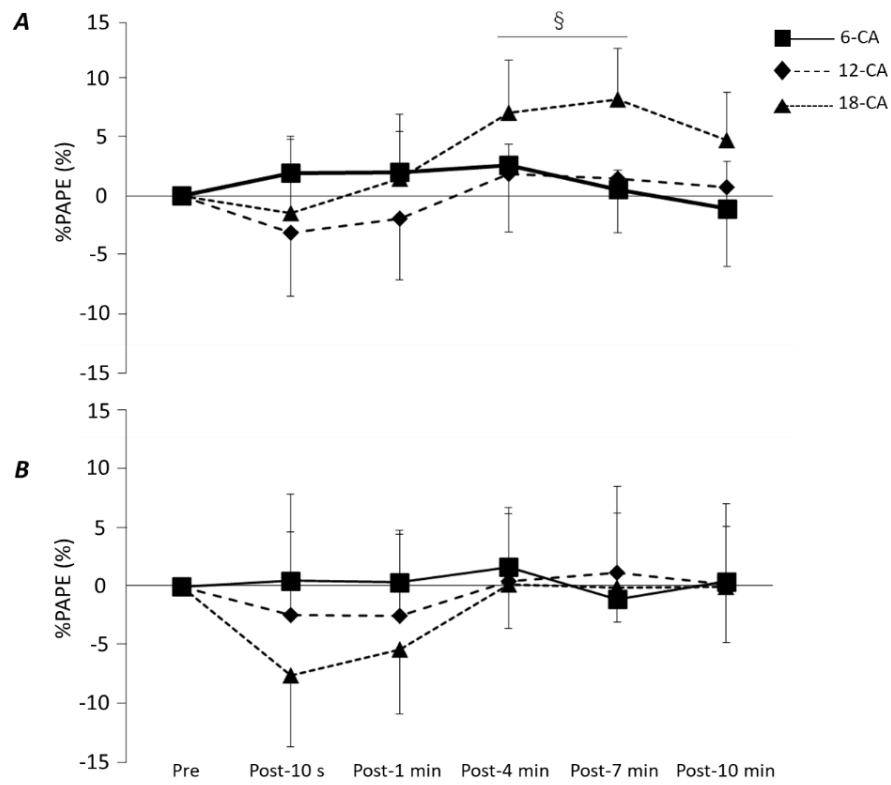 A
15
10
5
0
-5
-10
-15
%PAPE (%)
§
6-CA
12-CA
18-CA
B
15
10
5
0
-5
-10
-15
%PAPE (%)
Pre Post-10 s Post-1 min Post-4 min Post-7 min Post-10 min